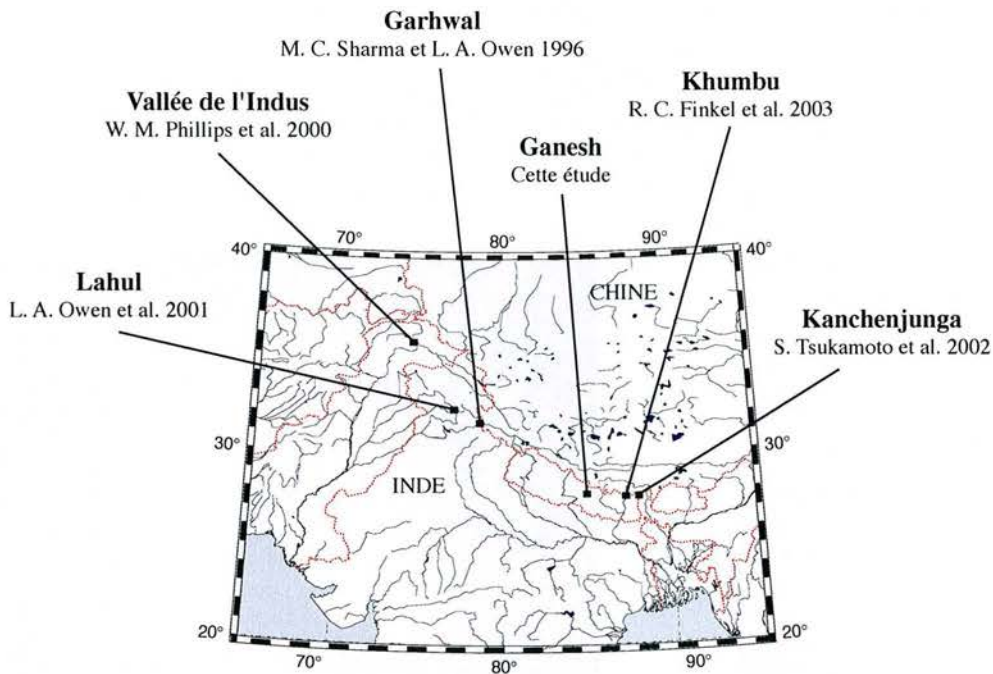 Garhwal
M. C. Sharma et L. A. Owen 1996
Khumbu
R. C. Finkel et al. 2003
Vallée de l'Indus
W. M. Phillips et al. 2000
Ganesh
Cette étude
70°
80°
90°
40°
40°
Lahul
L. A. Owen et al. 2001
CHINE
Kanchenjunga
S. Tsukamoto et al. 2002
30°
30°
INDE
20°
20°
70°
80°
90°